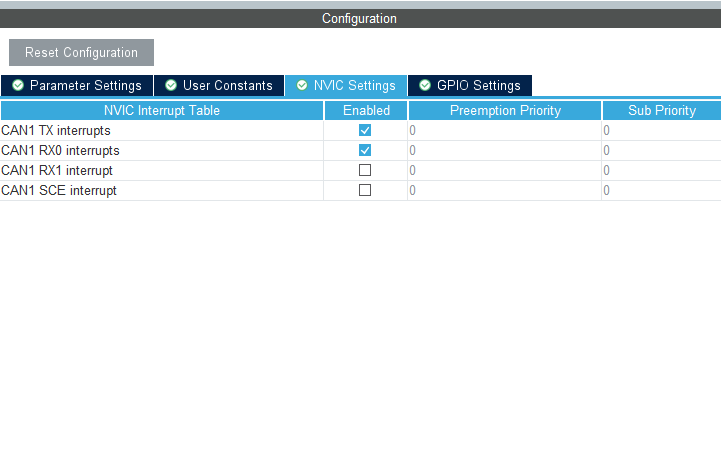 Configuration
Reset Configuration
Parameter Settings User Constants NVIC Settings GPIO Settings
NVIC Interrupt Table Enabled Preemption Priority Sub Priority
CAN1 TX interrupts 0 0
CAN1 RX0 interrupts 0 0
CAN1 RX1 interrupt 0 0
CAN1 SCE interrupt 0 0